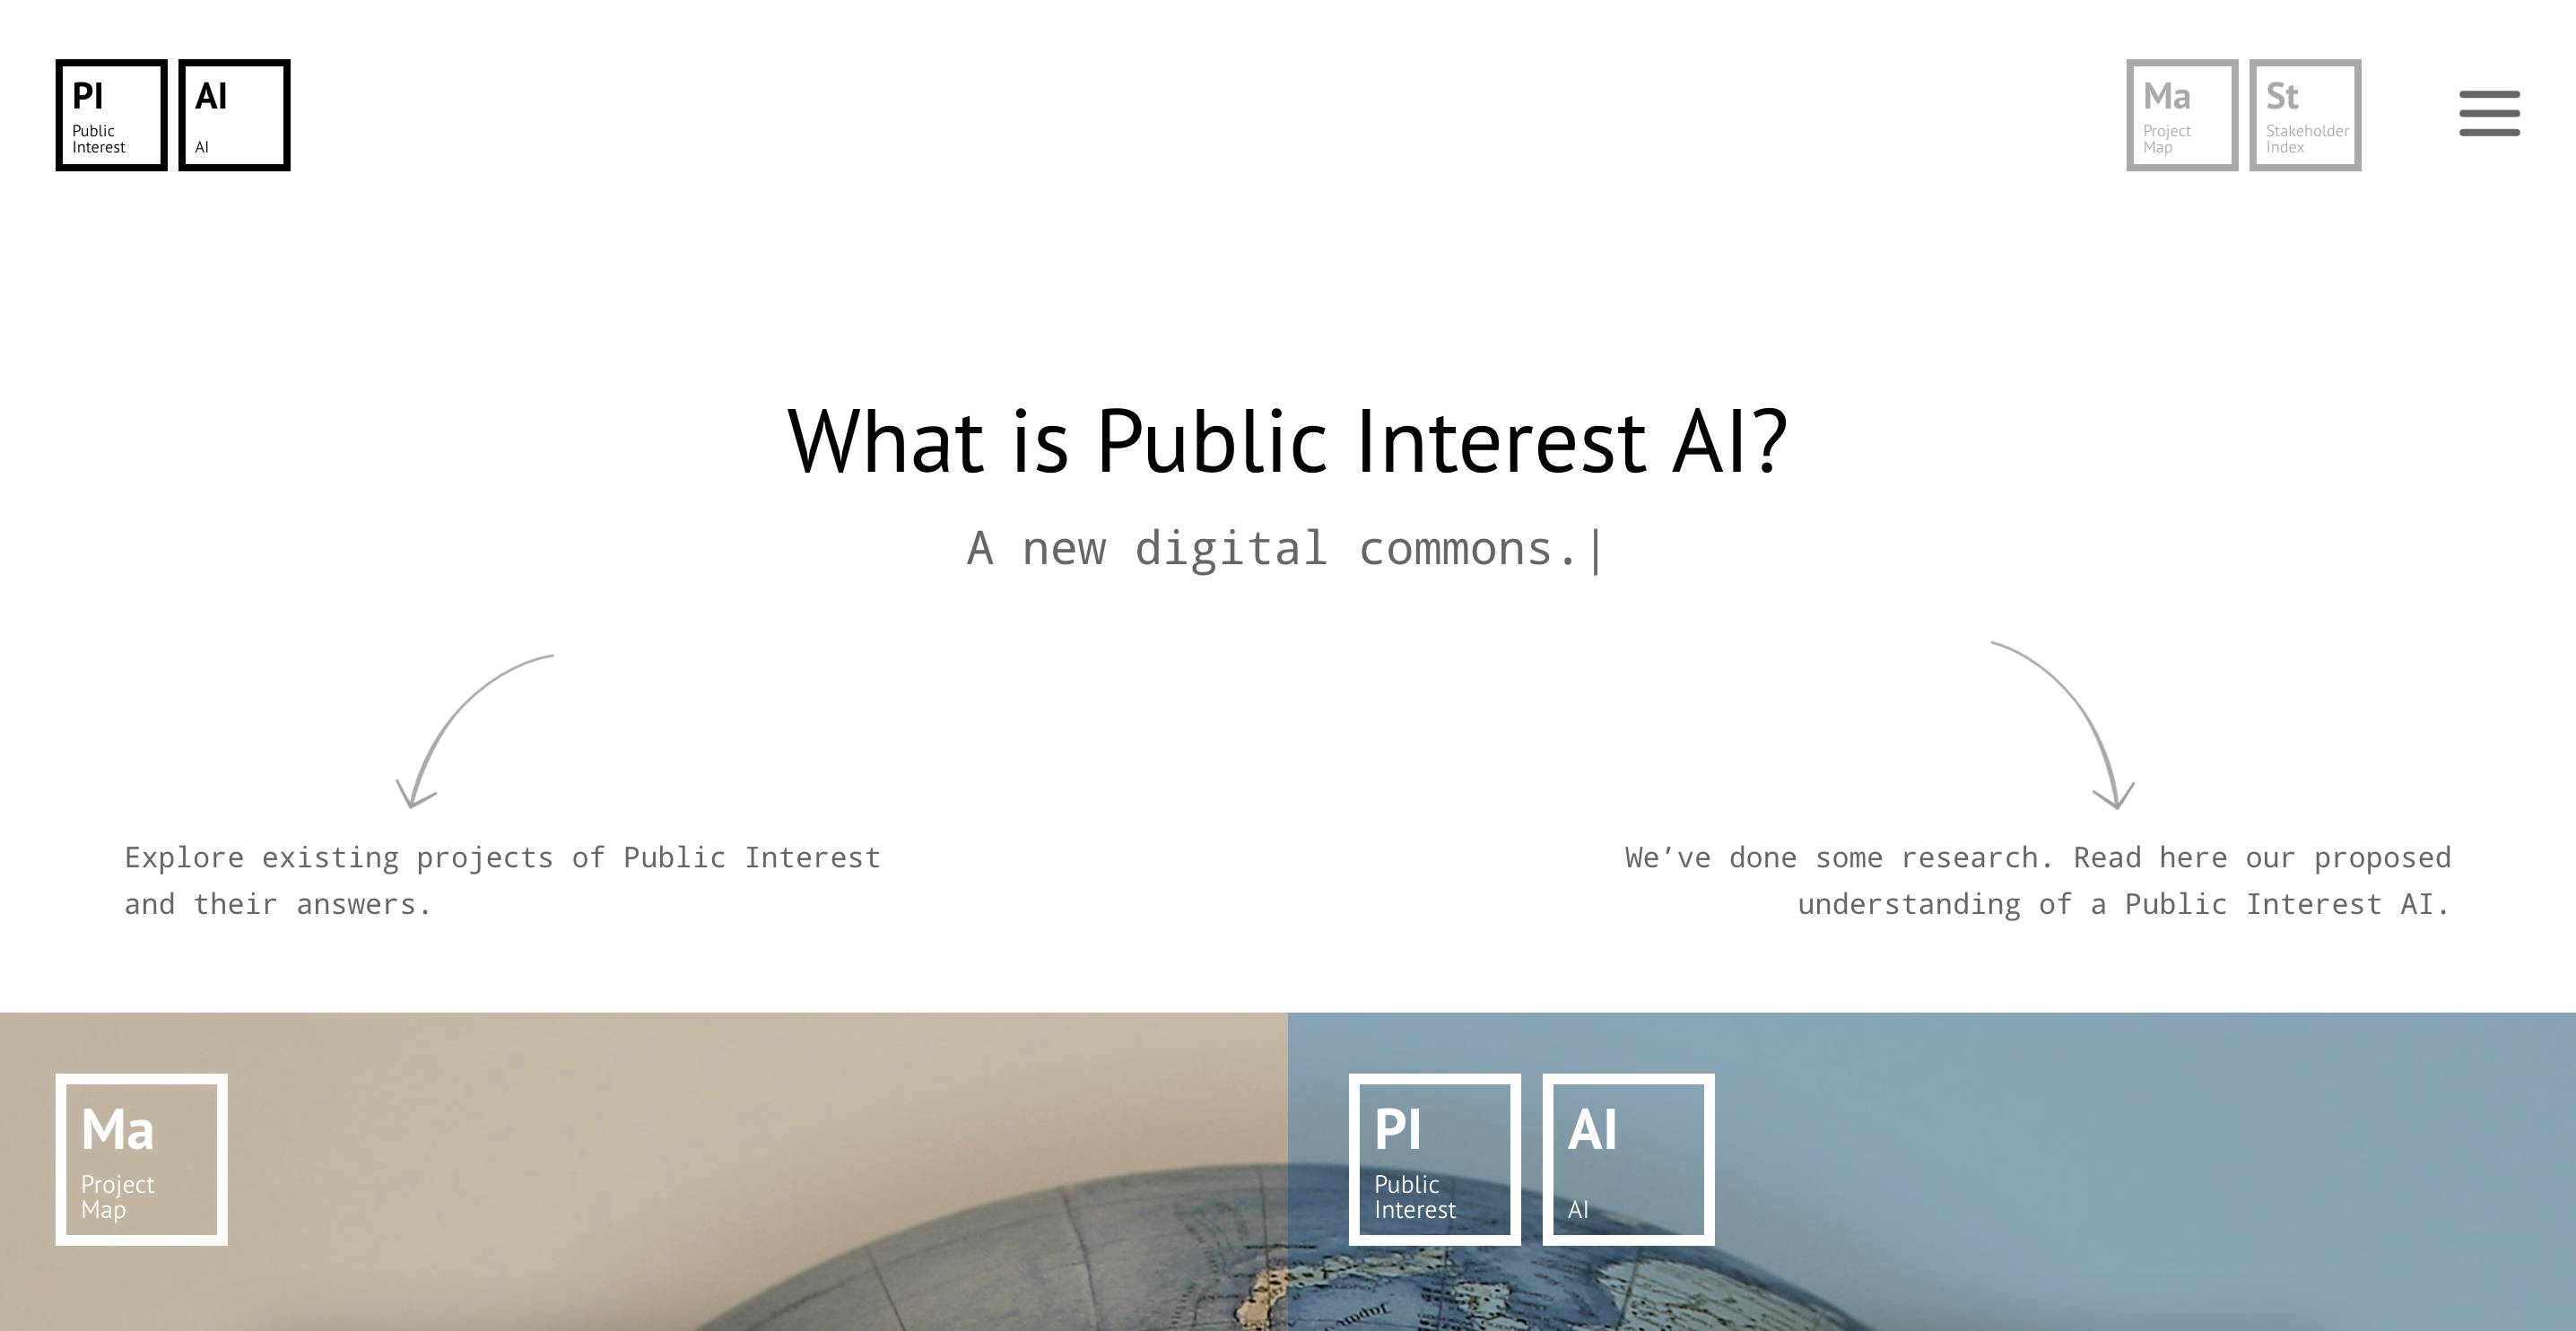 PI
Public
Interest
AI
AI
Ma
Project
Map
St
Stakeholder
Index
What is Public Interest AI?
A new digital commons.|
Explore existing projects of Public Interest
and their answers.
We’ve done some research. Read here our proposed
understanding of a Public Interest AI.
Ma
Project
Map
PI
Public
Interest
AI
AI